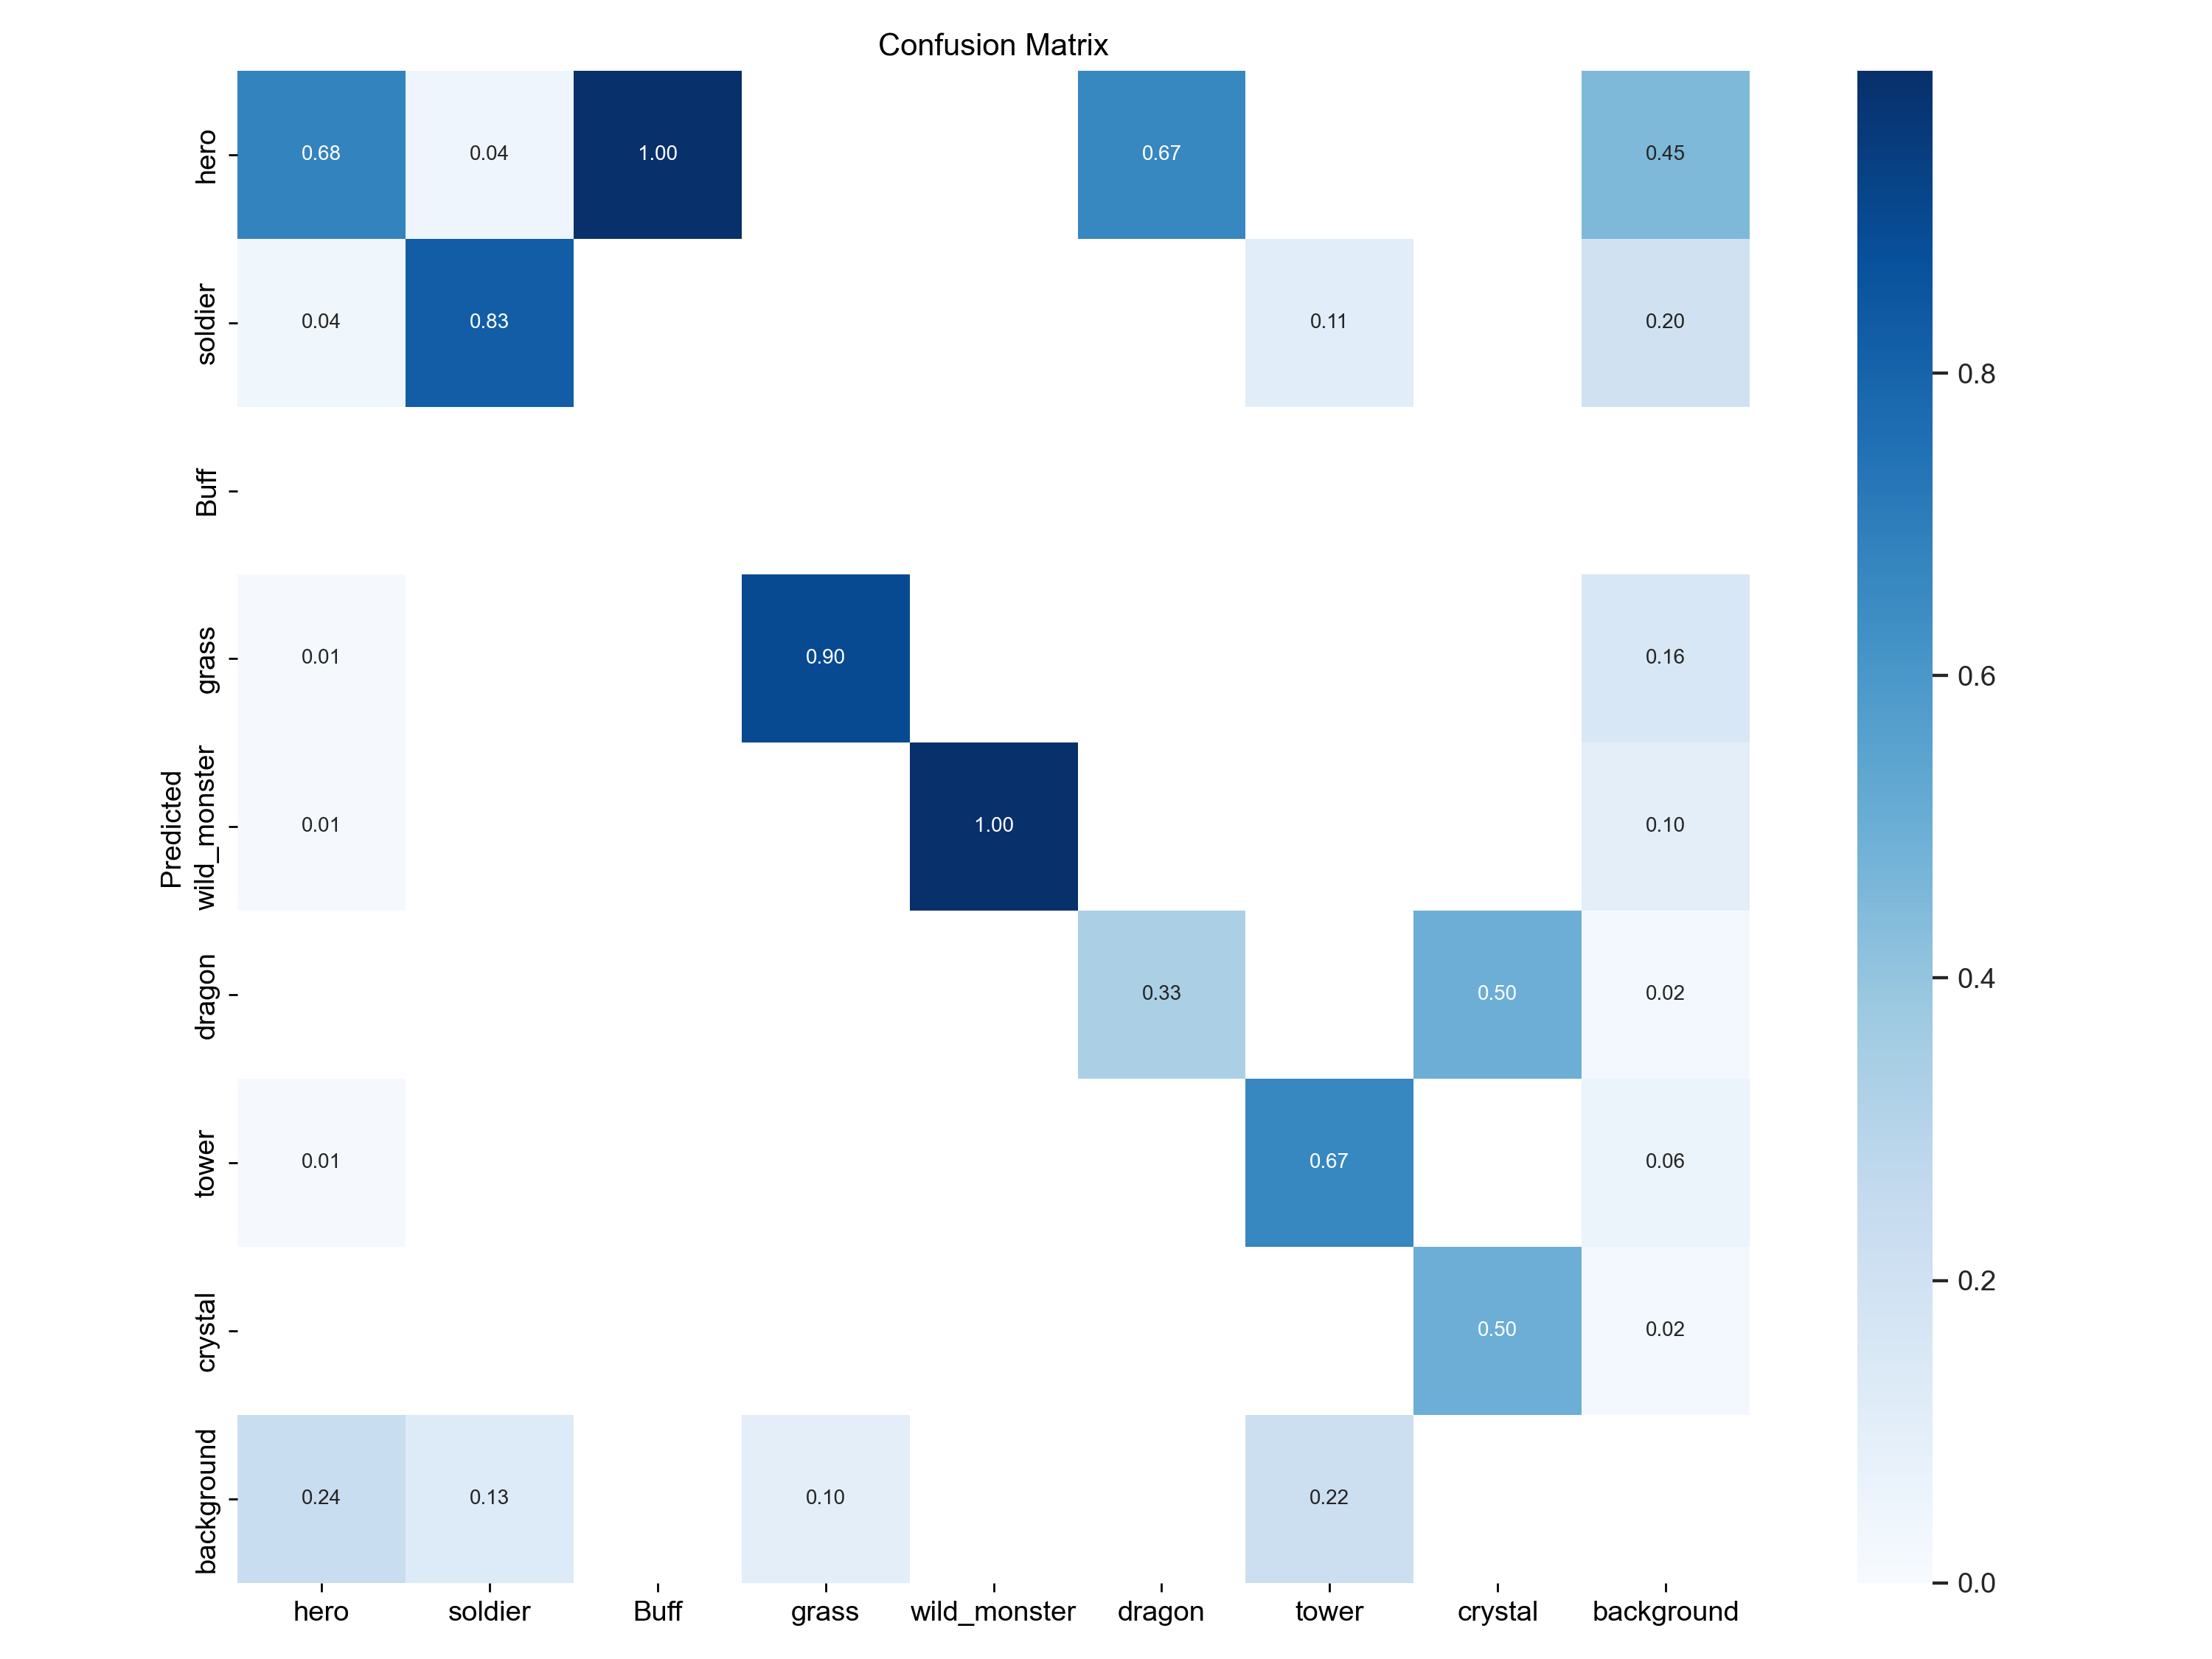 Confusion Matrix
hero 0.68 0.04 1.00 0.67 0.45
soldier 0.04 0.83 0.11 0.20
0.8
Buff
grass 0.01 0.90 0.16
0.6
Predicted
wild_monster 0.01 1.00 0.10
dragon 0.33 0.50 0.02
0.4
tower 0.01 0.67 0.06
crystal 0.50 0.02
0.2
background 0.24 0.13 0.10 0.22
0.0
hero soldier Buff grass wild_monster dragon tower crystal background